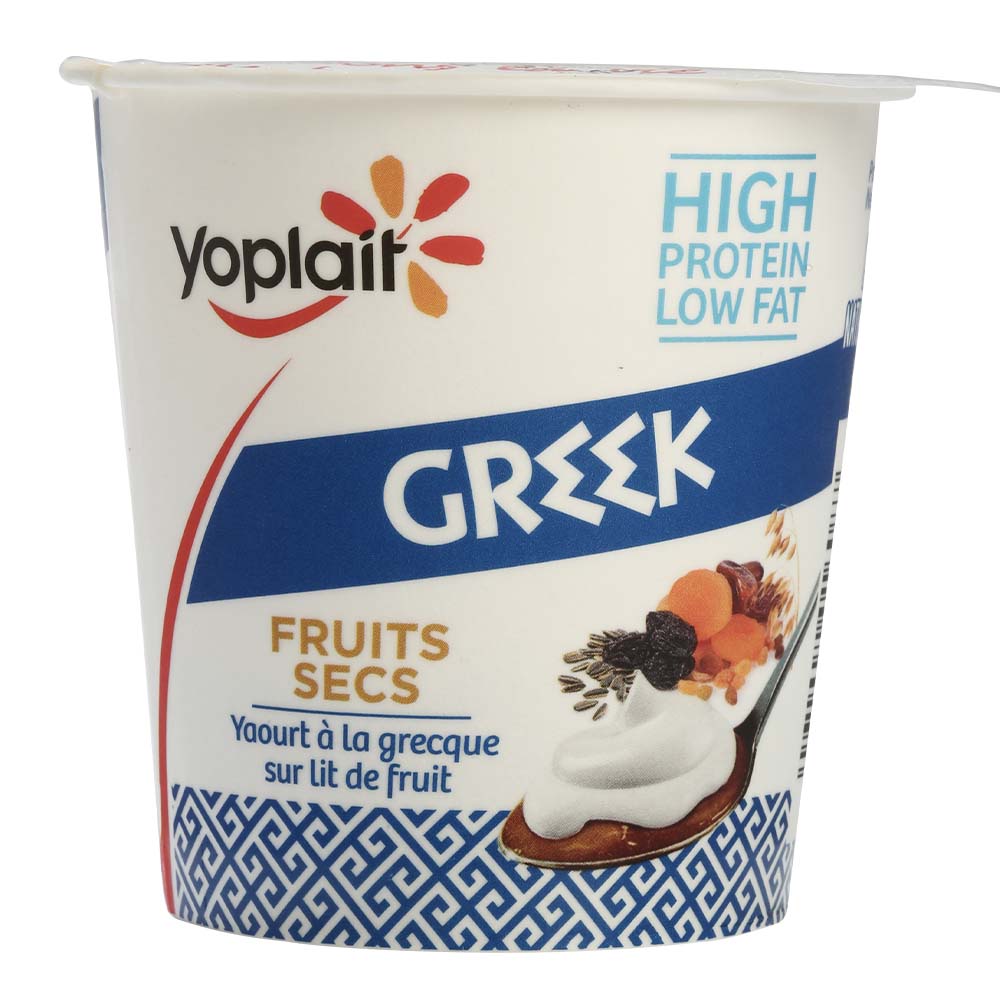 yoplait
HIGH
PROTEIN
LOW FAT
GREEK
FRUITS
SECS
Yaourt à la grecque
sur lit de fruit